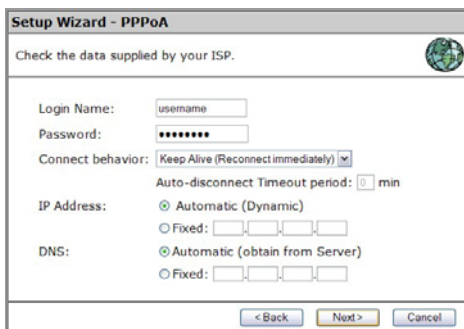 Setup Wizard - PPPoA
Check the data supplied by your ISP.
Login Name: username
Password: ••••••••
Connect behavior: Keep Alive (Reconnect immediately)
Auto-disconnect Timeout period: 0 min
IP Address: Automatic (Dynamic)
Fixed: . . .
DNS: Automatic (obtain from Server)
Fixed: . . .
<Back Next> Cancel